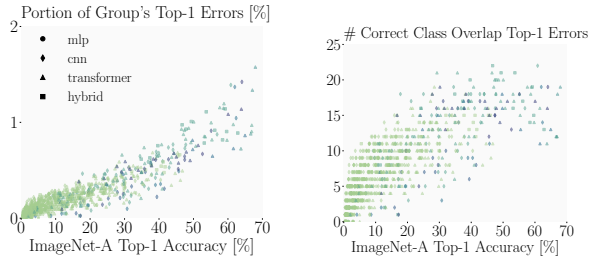 Portion of Group's Top-1 Errors [%]
2
1
0
mlp
cnn
transformer
hybrid
0 10 20 30 40 50 60 70
ImageNet-A Top-1 Accuracy [%]
# Correct Class Overlap Top-1 Errors
25
20
15
10
5
0
0 10 20 30 40 50 60 70
ImageNet-A Top-1 Accuracy [%]